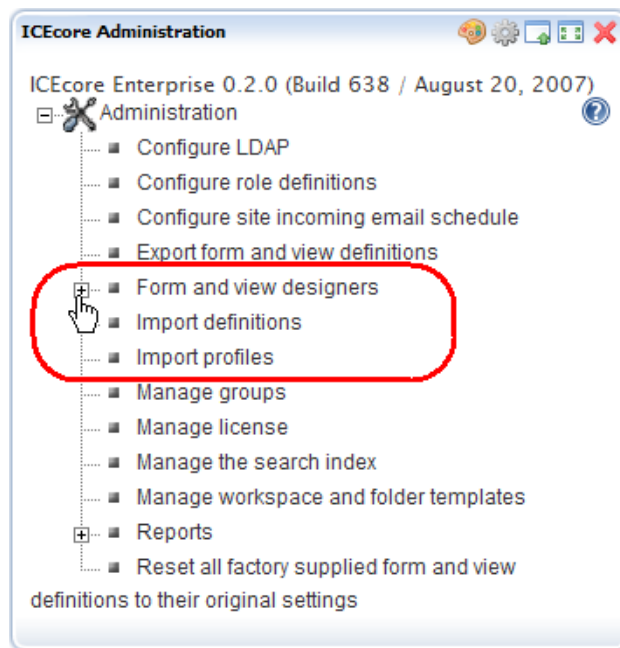 ICEcore Administration
ICEcore Enterprise 0.2.0 (Build 638 / August 20, 2007)
Administration
Configure LDAP
Configure role definitions
Configure site incoming email schedule
Export form and view definitions
Form and view designers
Import definitions
Import profiles
Manage groups
Manage license
Manage the search index
Manage workspace and folder templates
Reports
Reset all factory supplied form and view
definitions to their original settings